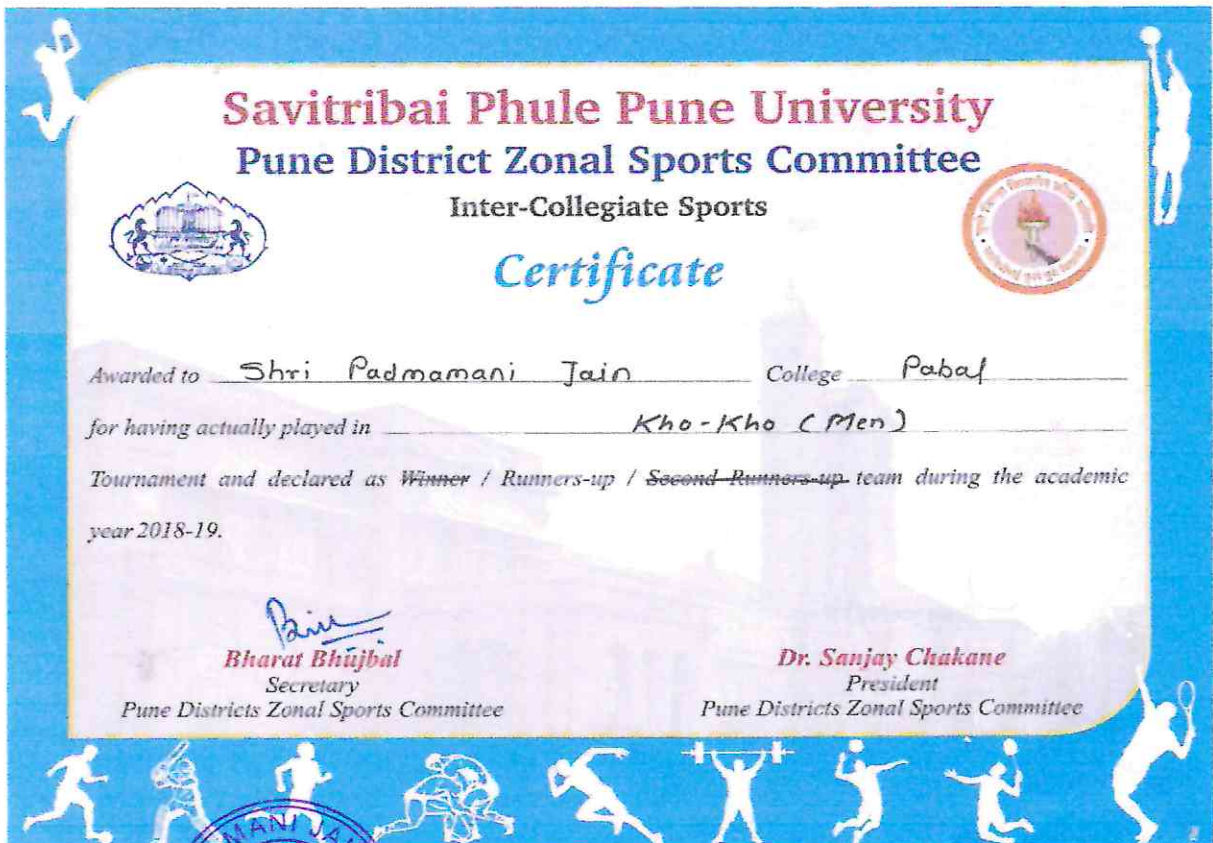 Savitribai Phule Pune University
Pune District Zonal Sports Committee
Inter-Collegiate Sports
Certificate
Awarded to Shri Padmamani Jain College Pabal
for having actually played in Kho-Kho (Men)
Tournament and declared as Winner / Runners-up / Second Runners-up team during the academic
year 2018-19.
Bharat Bhujbal
Secretary
Pune Districts Zonal Sports Committee
Dr. Sanjay Chakane
President
Pune Districts Zonal Sports Committee
MANI JA